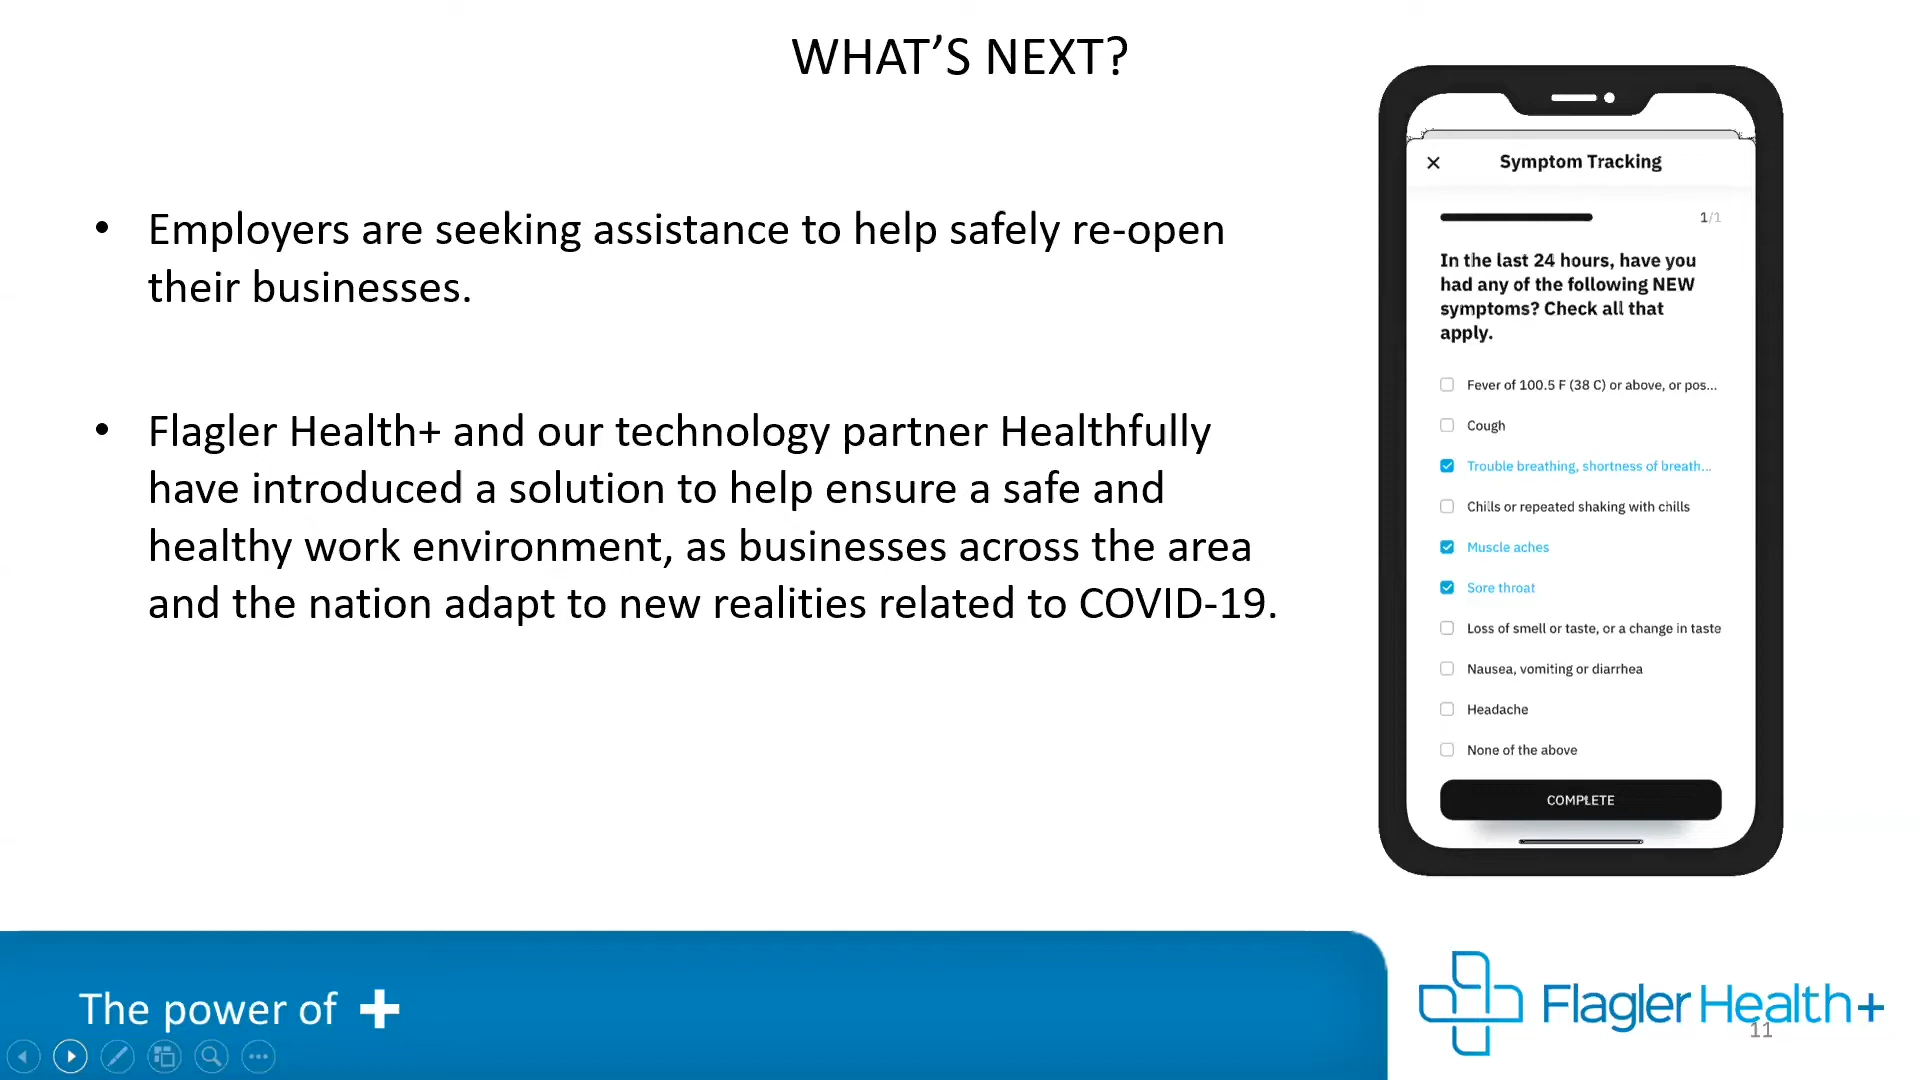 WHAT’S NEXT?
• Employers are seeking assistance to help safely re-open
their businesses.
• Flagler Health+ and our technology partner Healthfully
have introduced a solution to help ensure a safe and
healthy work environment, as businesses across the area
and the nation adapt to new realities related to COVID-19.
Symptom Tracking
1/1
In the last 24 hours, have you
had any of the following NEW
symptoms? Check all that
apply.
Fever of 100.5 F (38 C) or above, or pos...
Cough
Trouble breathing, shortness of breath...
Chills or repeated shaking with chills
Muscle aches
Sore throat
Loss of smell or taste, or a change in taste
Nausea, vomiting or diarrhea
Headache
None of the above
COMPLETE
The power of +
Flagler Health+
11